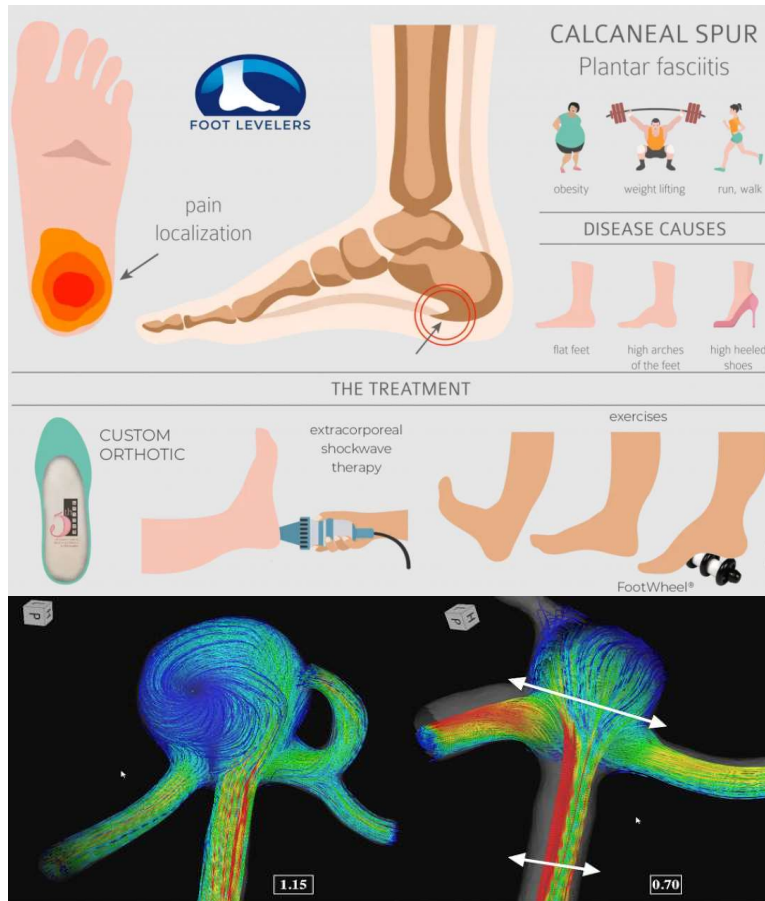 CALCANEAL SPUR
Plantar fasciitis
FOOT LEVELERS
obesity
weight lifting
run, walk
pain
localization
DISEASE CAUSES
flat feet
high arches
of the feet
high heeled
shoes
THE TREATMENT
CUSTOM
ORTHOTIC
extracorporeal
shockwave
therapy
exercises
FootWheel®
H
P
H
P
1.15
0.70